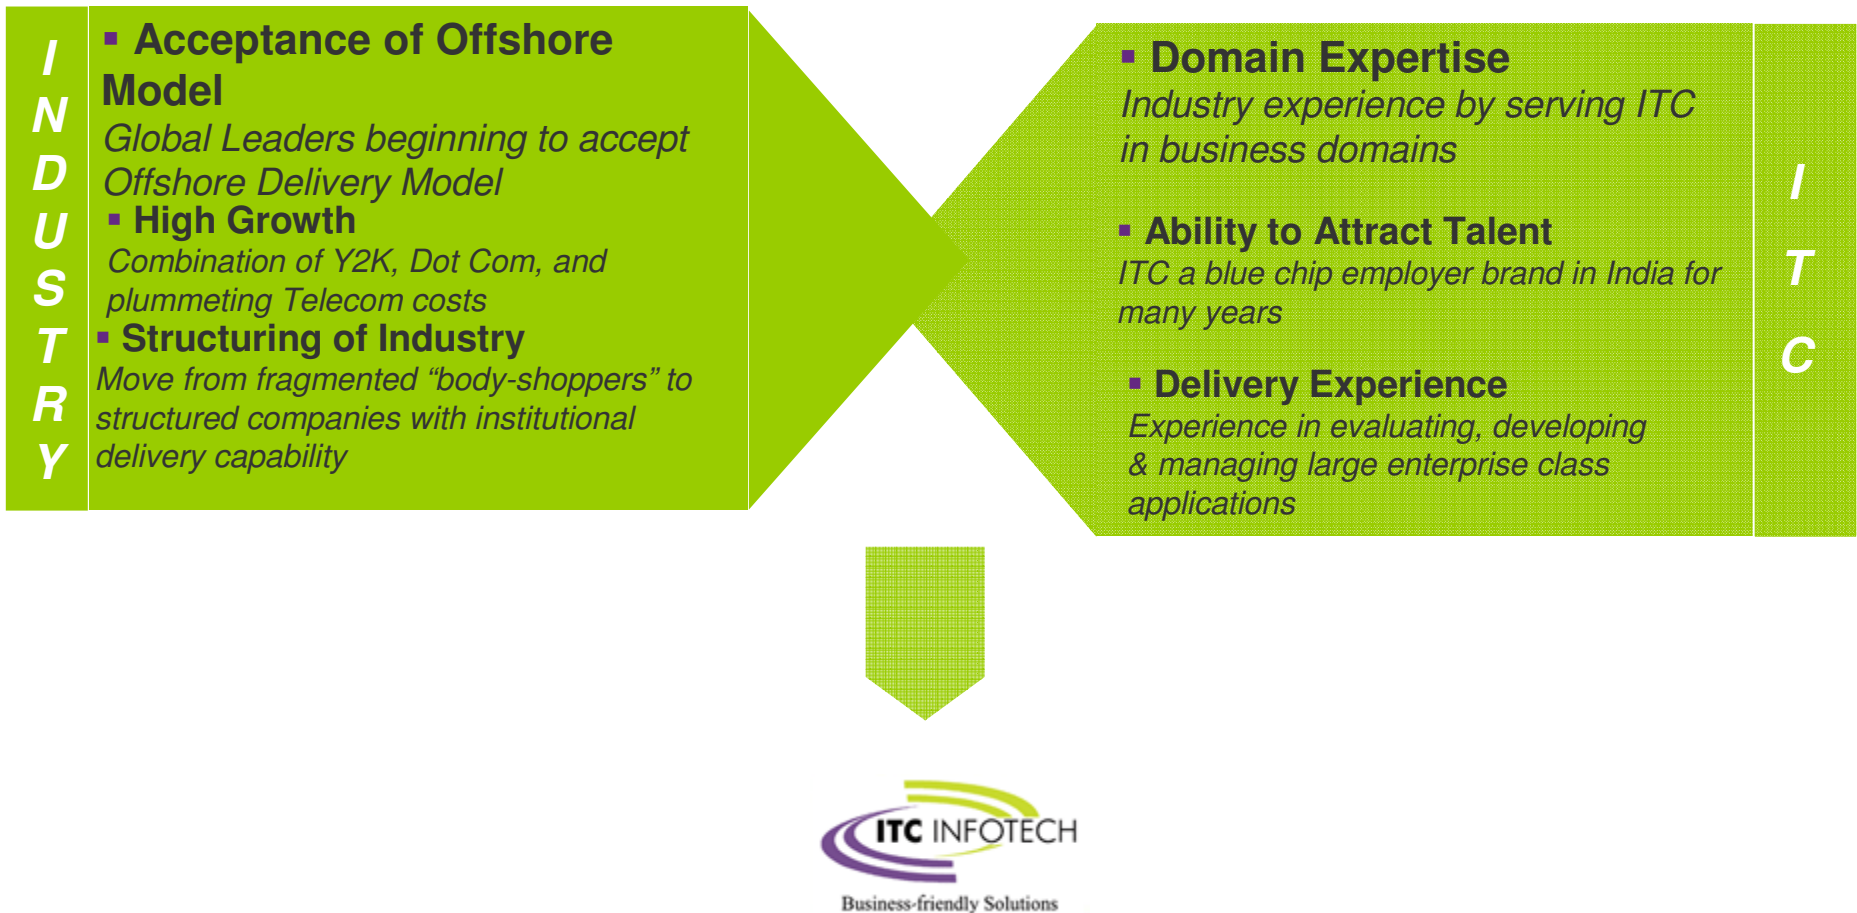 INDUSTRY
▪ Acceptance of Offshore
Model
Global Leaders beginning to accept
Offshore Delivery Model
▪ High Growth
Combination of Y2K, Dot Com, and
plummeting Telecom costs
▪ Structuring of Industry
Move from fragmented “body-shoppers” to
structured companies with institutional
delivery capability
▪ Domain Expertise
Industry experience by serving ITC
in business domains
▪ Ability to Attract Talent
ITC a blue chip employer brand in India for
many years
▪ Delivery Experience
Experience in evaluating, developing
& managing large enterprise class
applications
ITC
ITC INFOTECH
Business-friendly Solutions